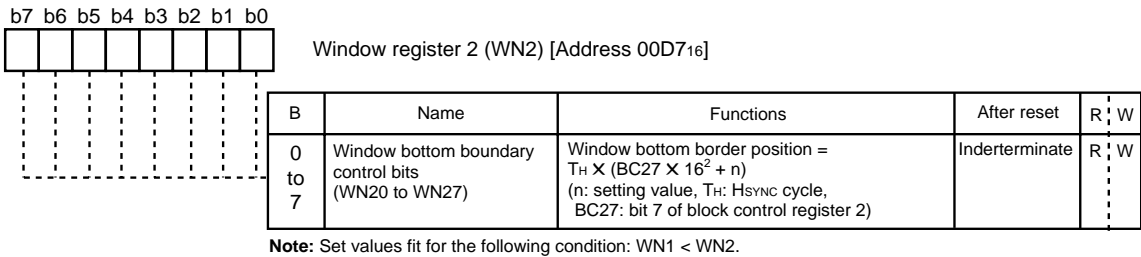 b7 b6 b5 b4 b3 b2 b1 b0
Window register 2 (WN2) [Address 00D7₁₆]
B Name Functions After reset R W
0 to 7
Window bottom boundary
control bits
(WN20 to WN27)
Window bottom border position =
TH X (BC27 X 16² + n)
(n: setting value, TH: HSYNC cycle,
BC27: bit 7 of block control register 2)
Inderterminate R W
Note: Set values fit for the following condition: WN1 < WN2.